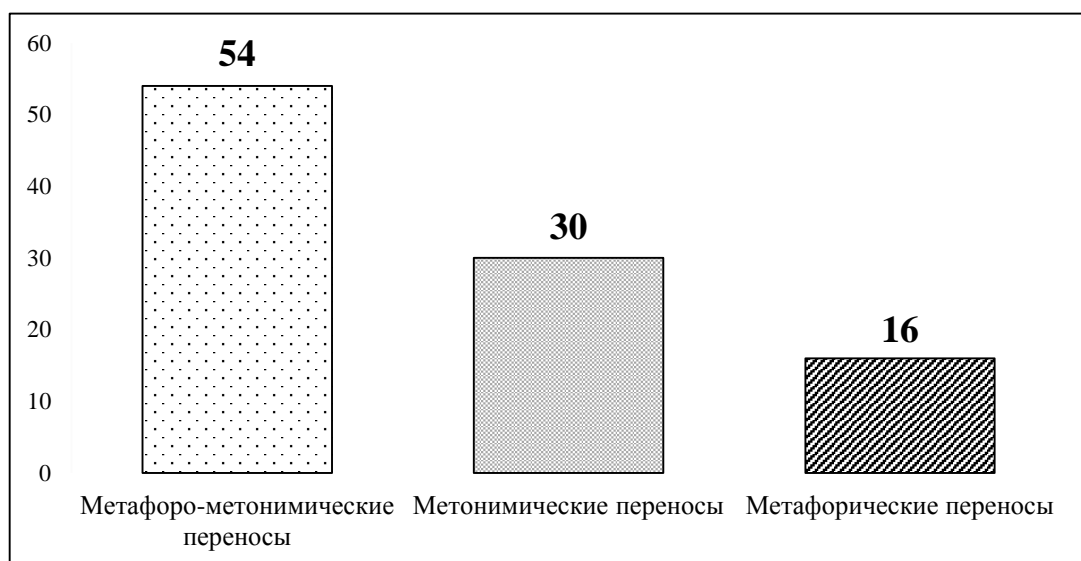 60
50
40
30
20
10
0
54
30
16
Метафоро-метонимические
переносы
Метонимические переносы
Метафорические переносы